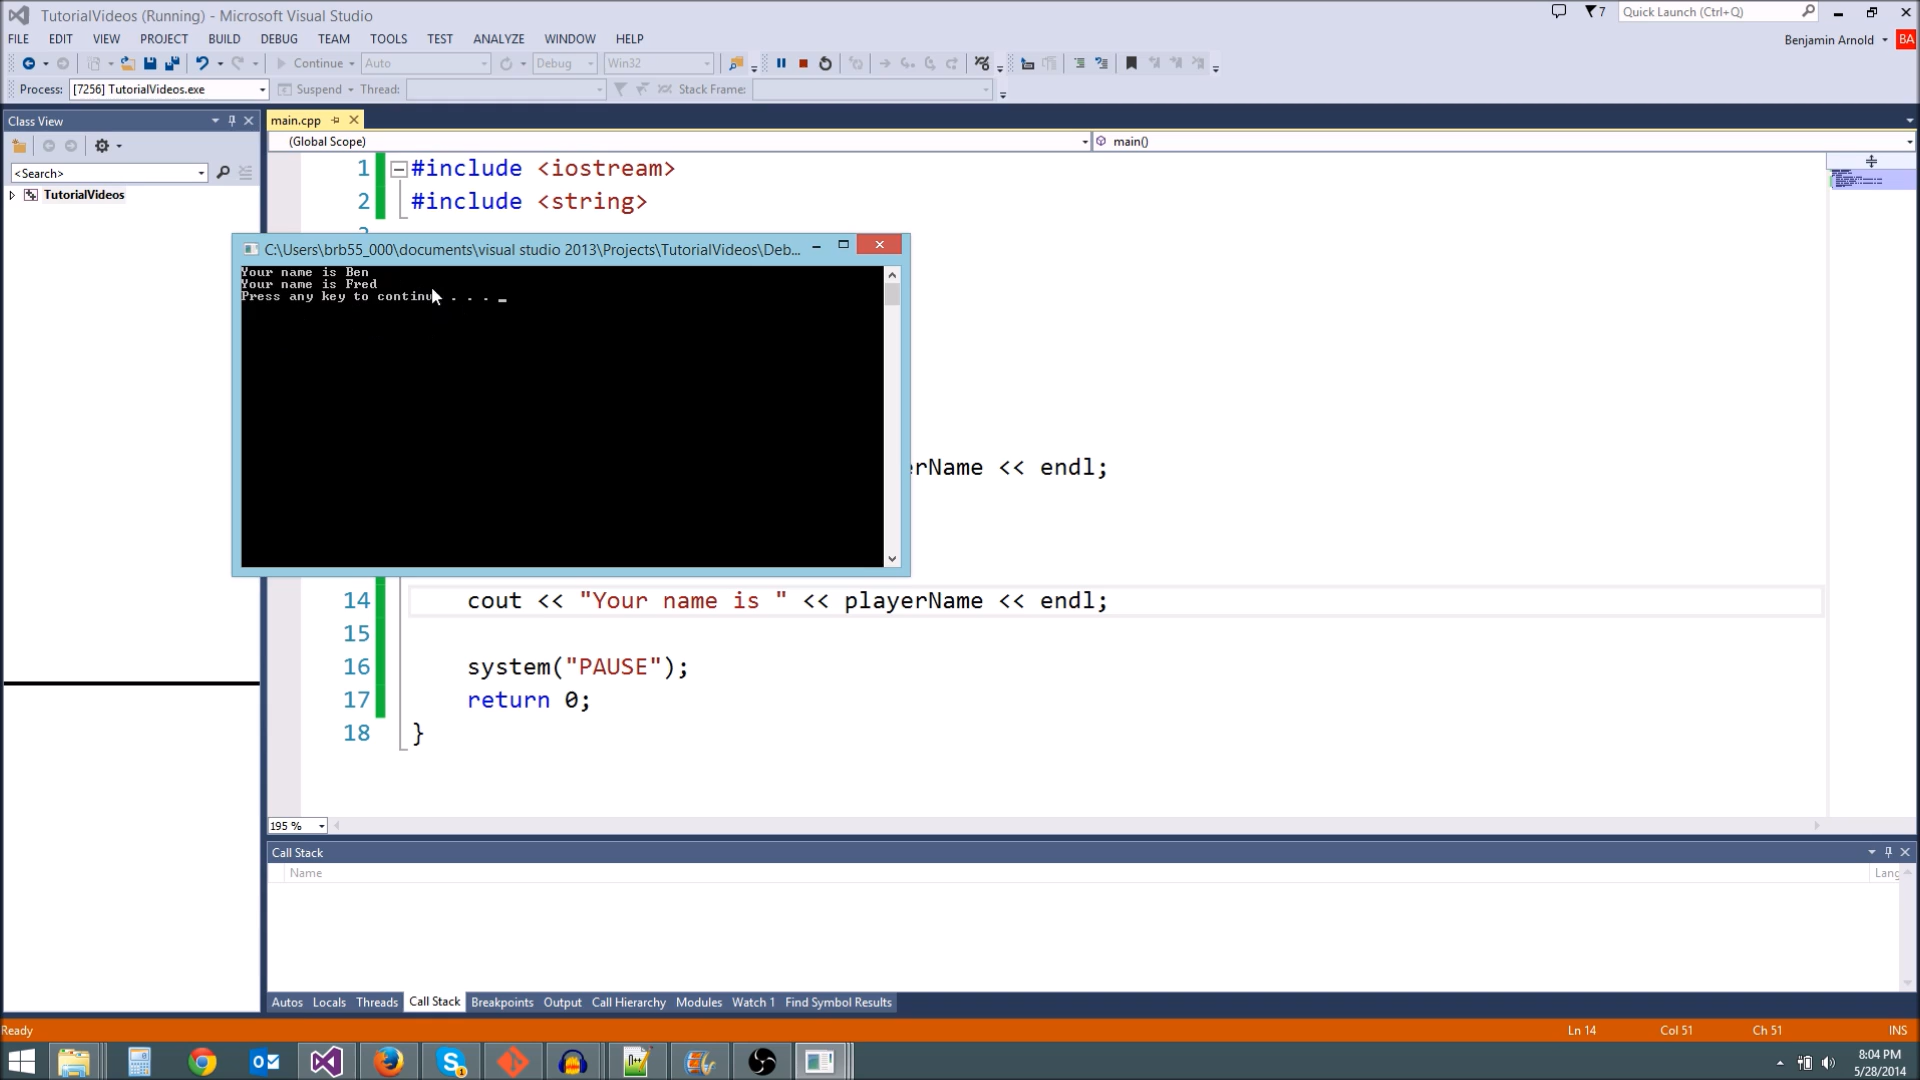 TutorialVideos (Running) - Microsoft Visual Studio
7
Quick Launch (Ctrl+Q)
FILE EDIT VIEW PROJECT BUILD DEBUG TEAM TOOLS TEST ANALYZE WINDOW HELP
Benjamin Arnold BA
Continue Auto Debug Win32
Process: [7256] TutorialVideos.exe Suspend Thread: Stack Frame:
Class View
main.cpp
(Global Scope) main()
<Search>
TutorialVideos
1 #include <iostream>
2 #include <string>
C:\Users\brb55_000\documents\visual studio 2013\Projects\TutorialVideos\Deb...
Your name is Ben
Your name is Fred
Press any key to continu . . . _
rName << endl;
14 cout << "Your name is " << playerName << endl;
15
16 system("PAUSE");
17 return 0;
18 }
195 %
Call Stack
Name Lang
Autos Locals Threads Call Stack Breakpoints Output Call Hierarchy Modules Watch 1 Find Symbol Results
Ready Ln 14 Col 51 Ch 51 INS
8:04 PM
5/28/2014